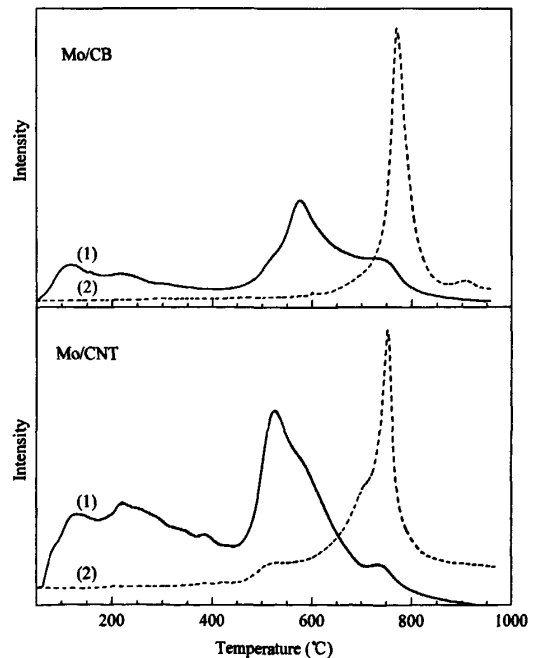 Mo/CB
Intensity
(1)
(2)
Mo/CNT
Intensity
(1)
(2)
200
400
600
800
1000
Temperature (℃)